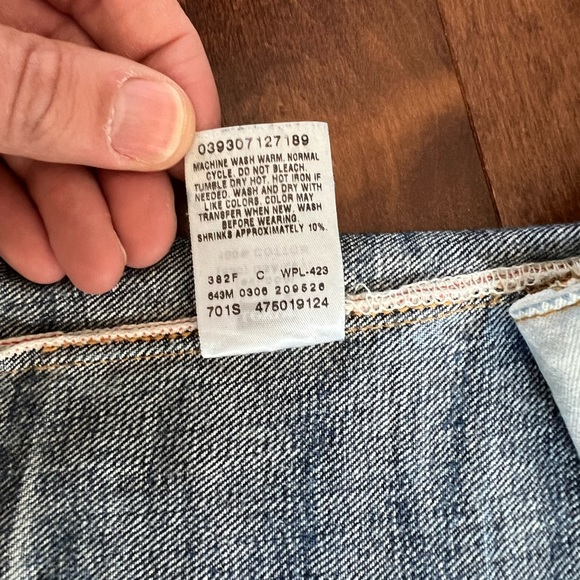 039307127189
MACHINE WASH WARM. NORMAL
CYCLE. DO NOT BLEACH.
TUMBLE DRY HOT. HOT IRON IF
NEEDED. WASH AND DRY WITH
LIKE COLORS. COLOR MAY
TRANSFER WHEN NEW. WASH
BEFORE WEARING.
SHRINKS APPROXIMATELY 10%.
382F C WPL-423
643M 0306 209526
701S 475019124